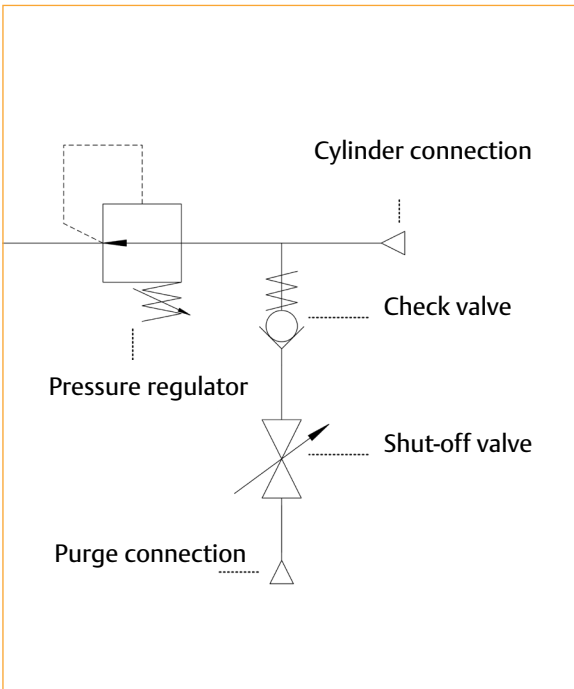 Cylinder connection
Check valve
Pressure regulator
Shut-off valve
Purge connection